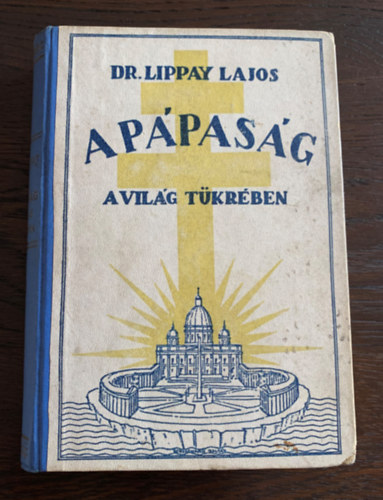 DR. LIPPAY LAJOS
A PÁPASÁG
A VILÁG TÜKRÉBEN